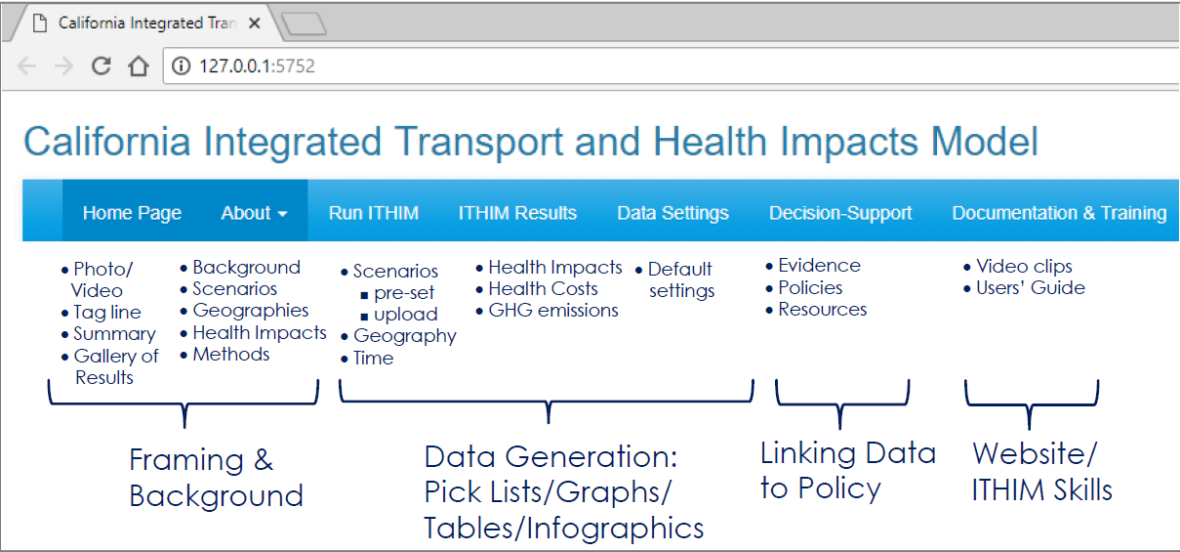 California Integrated Tran
127.0.0.1:5752
California Integrated Transport and Health Impacts Model
Home Page About Run ITHIM ITHIM Results Data Settings Decision-Support Documentation & Training
• Photo/
Video
• Tag line
• Summary
• Gallery of
Results
• Background
• Scenarios
• Geographies
• Health Impacts
• Methods
• Scenarios
▪ pre-set
▪ upload
• Geography
• Time
• Health Impacts
• Health Costs
• GHG emissions
• Default
settings
• Evidence
• Policies
• Resources
• Video clips
• Users' Guide
Framing &
Background
Data Generation:
Pick Lists/Graphs/
Tables/Infographics
Linking Data
to Policy
Website/
ITHIM Skills